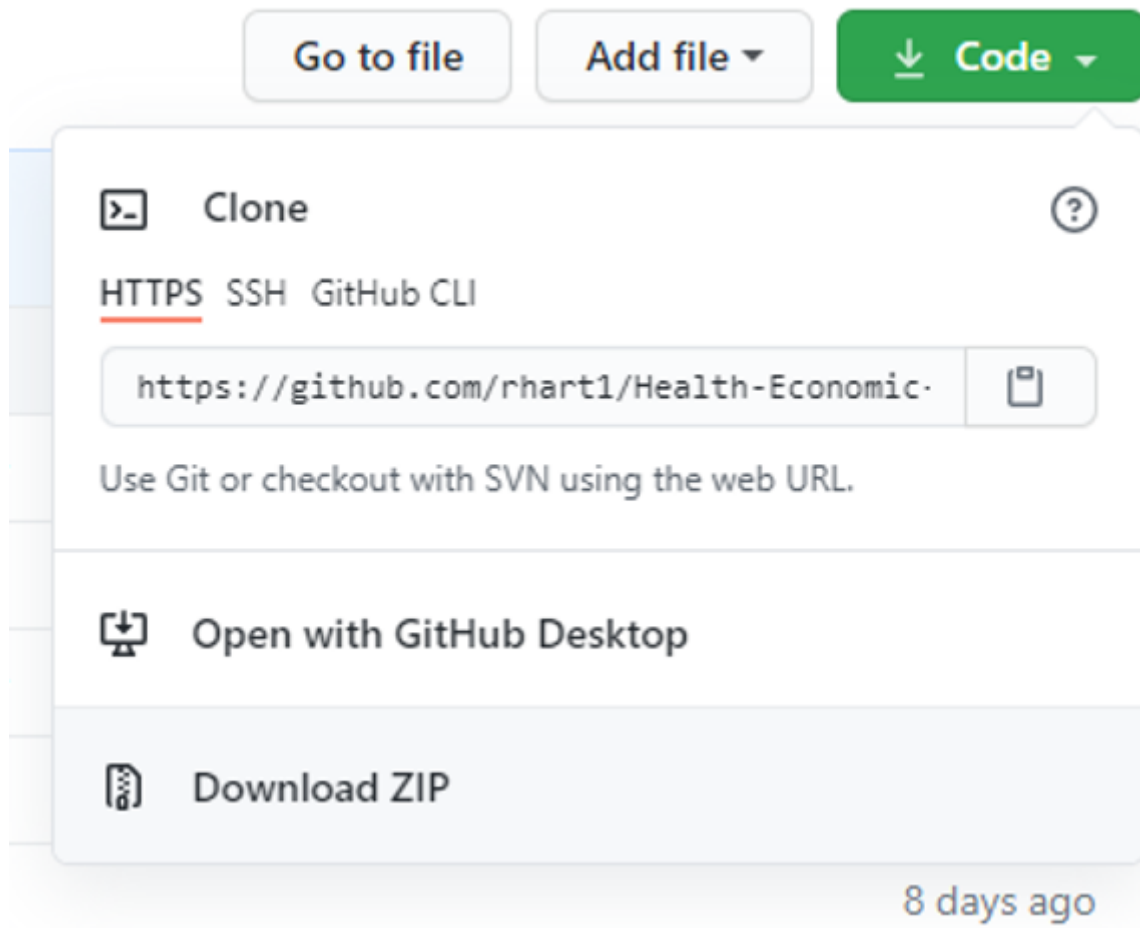 Go to file Add file Code
Clone
HTTPS SSH GitHub CLI
https://github.com/rhart1/Health-Economic-
Use Git or checkout with SVN using the web URL.
Open with GitHub Desktop
Download ZIP
8 days ago